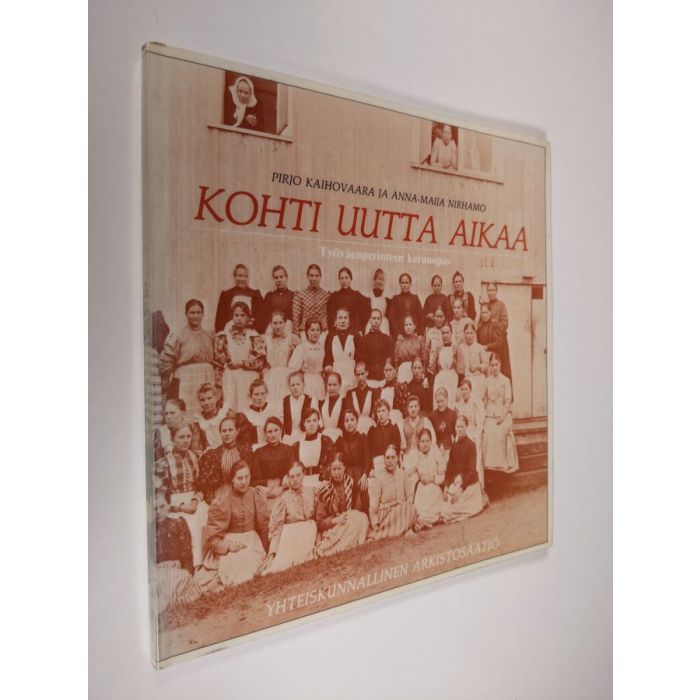 PIRJO KAIHOVAARA JA ANNA-MAIJA NIRHAMO
KOHTI UUTTA AIKAA
Työväenperinteen keruuopas
YHTEISKUNNALLINEN ARKISTOSÄÄTIÖ